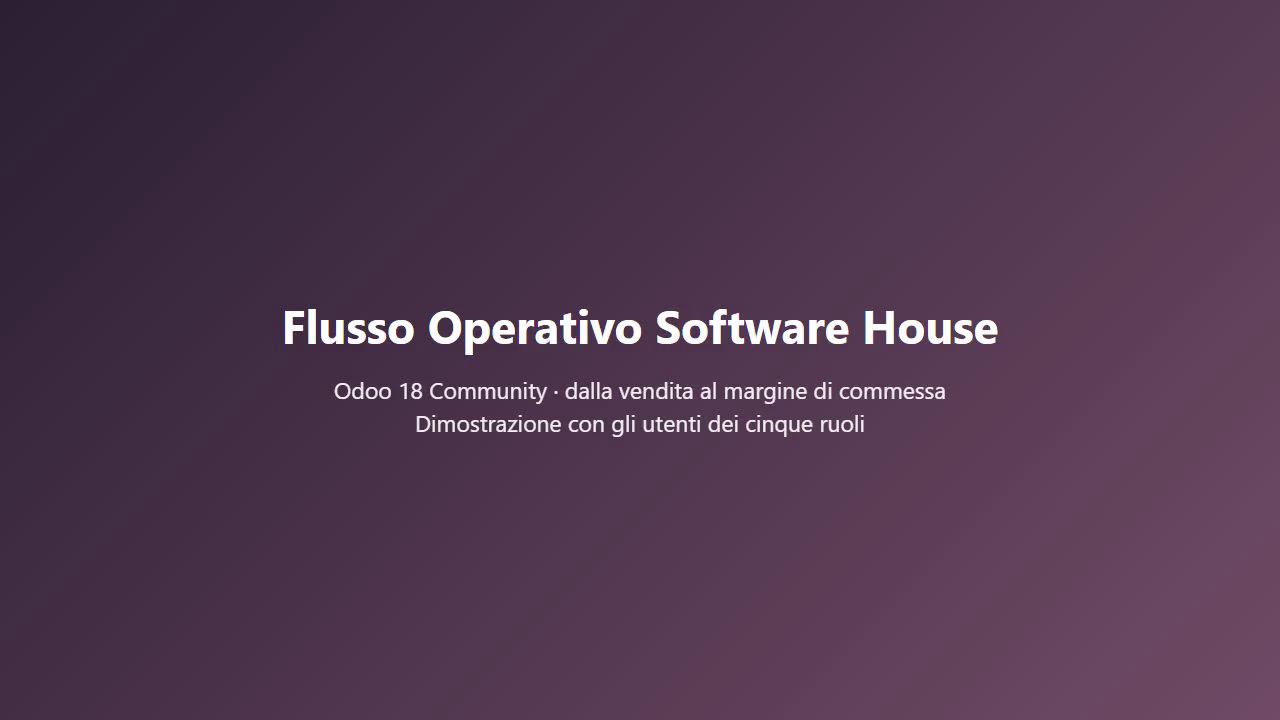 Flusso Operativo Software House
Odoo 18 Community · dalla vendita al margine di commessa
Dimostrazione con gli utenti dei cinque ruoli